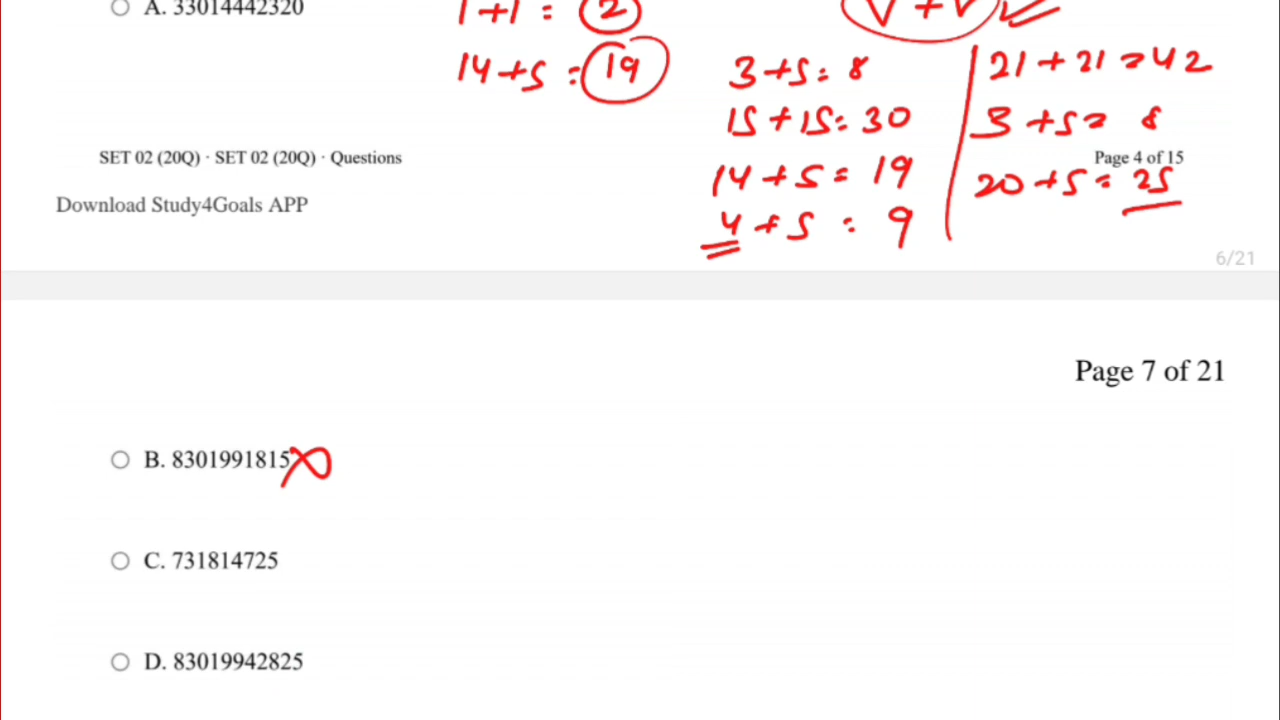 A. 33014442320
1+1 = 2
V + V
14+5 = 19
3+5 = 8
21 + 21 = 42
15 + 15 = 30
3 + 5 = 8
SET 02 (20Q) · SET 02 (20Q) · Questions
Page 4 of 15
14 + 5 = 19
20 + 5 = 25
Download Study4Goals APP
4 + 5 = 9
6/21
Page 7 of 21
B. 8301991815
C. 731814725
D. 83019942825